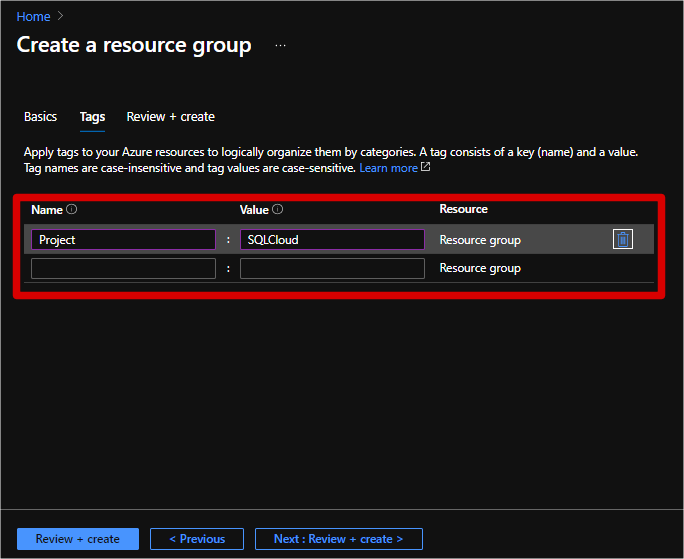 Home >
Create a resource group ...
Basics Tags Review + create
Apply tags to your Azure resources to logically organize them by categories. A tag consists of a key (name) and a value.
Tag names are case-insensitive and tag values are case-sensitive. Learn more
Name Value Resource
Project : SQLCloud Resource group
: Resource group
Review + create < Previous Next : Review + create >